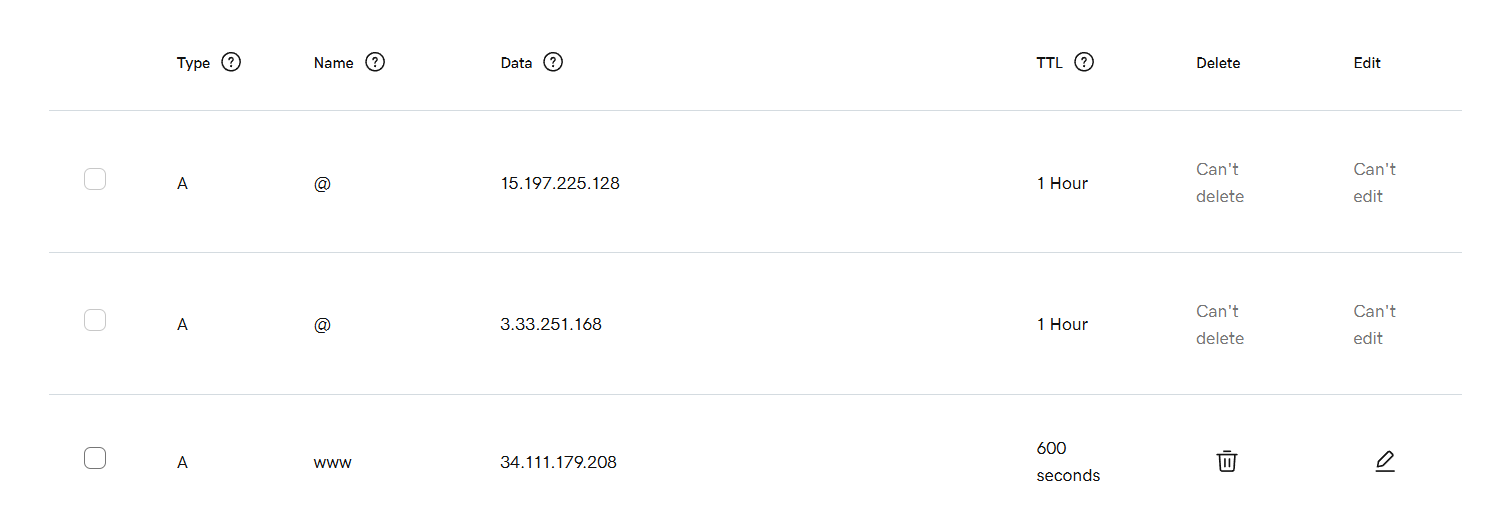 Type ? Name ? Data ? TTL ? Delete Edit
A @ 15.197.225.128 1 Hour Can't delete Can't edit
A @ 3.33.251.168 1 Hour Can't delete Can't edit
A www 34.111.179.208 600 seconds